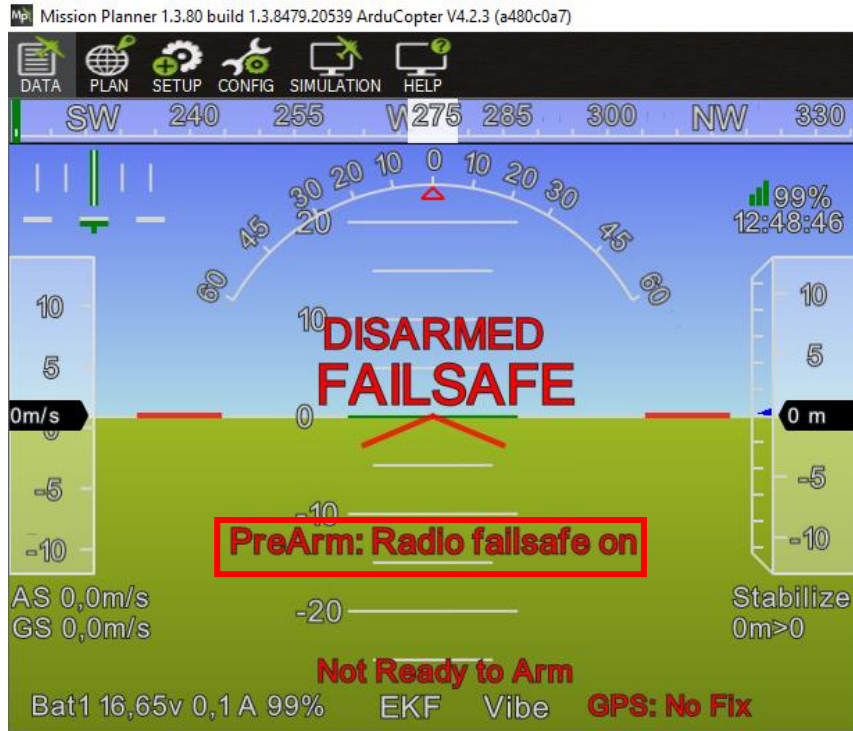 Mission Planner 1.3.80 build 1.3.8479.20539 ArduCopter V4.2.3 (a480c0a7)
DATA PLAN SETUP CONFIG SIMULATION HELP
SW 240 255 W 275 285 300 NW 330
60 45 30 20 10 0 10 20 30 45 60
99%
12:48:46
20
10 10 10
DISARMED
5 5
FAILSAFE
0m/s 0 0 m
0
-5 -5
-10
PreArm: Radio failsafe on
-10 -10
AS 0,0m/s Stabilize
GS 0,0m/s -20 0m>0
Not Ready to Arm
Bat1 16,65v 0,1 A 99% EKF Vibe GPS: No Fix